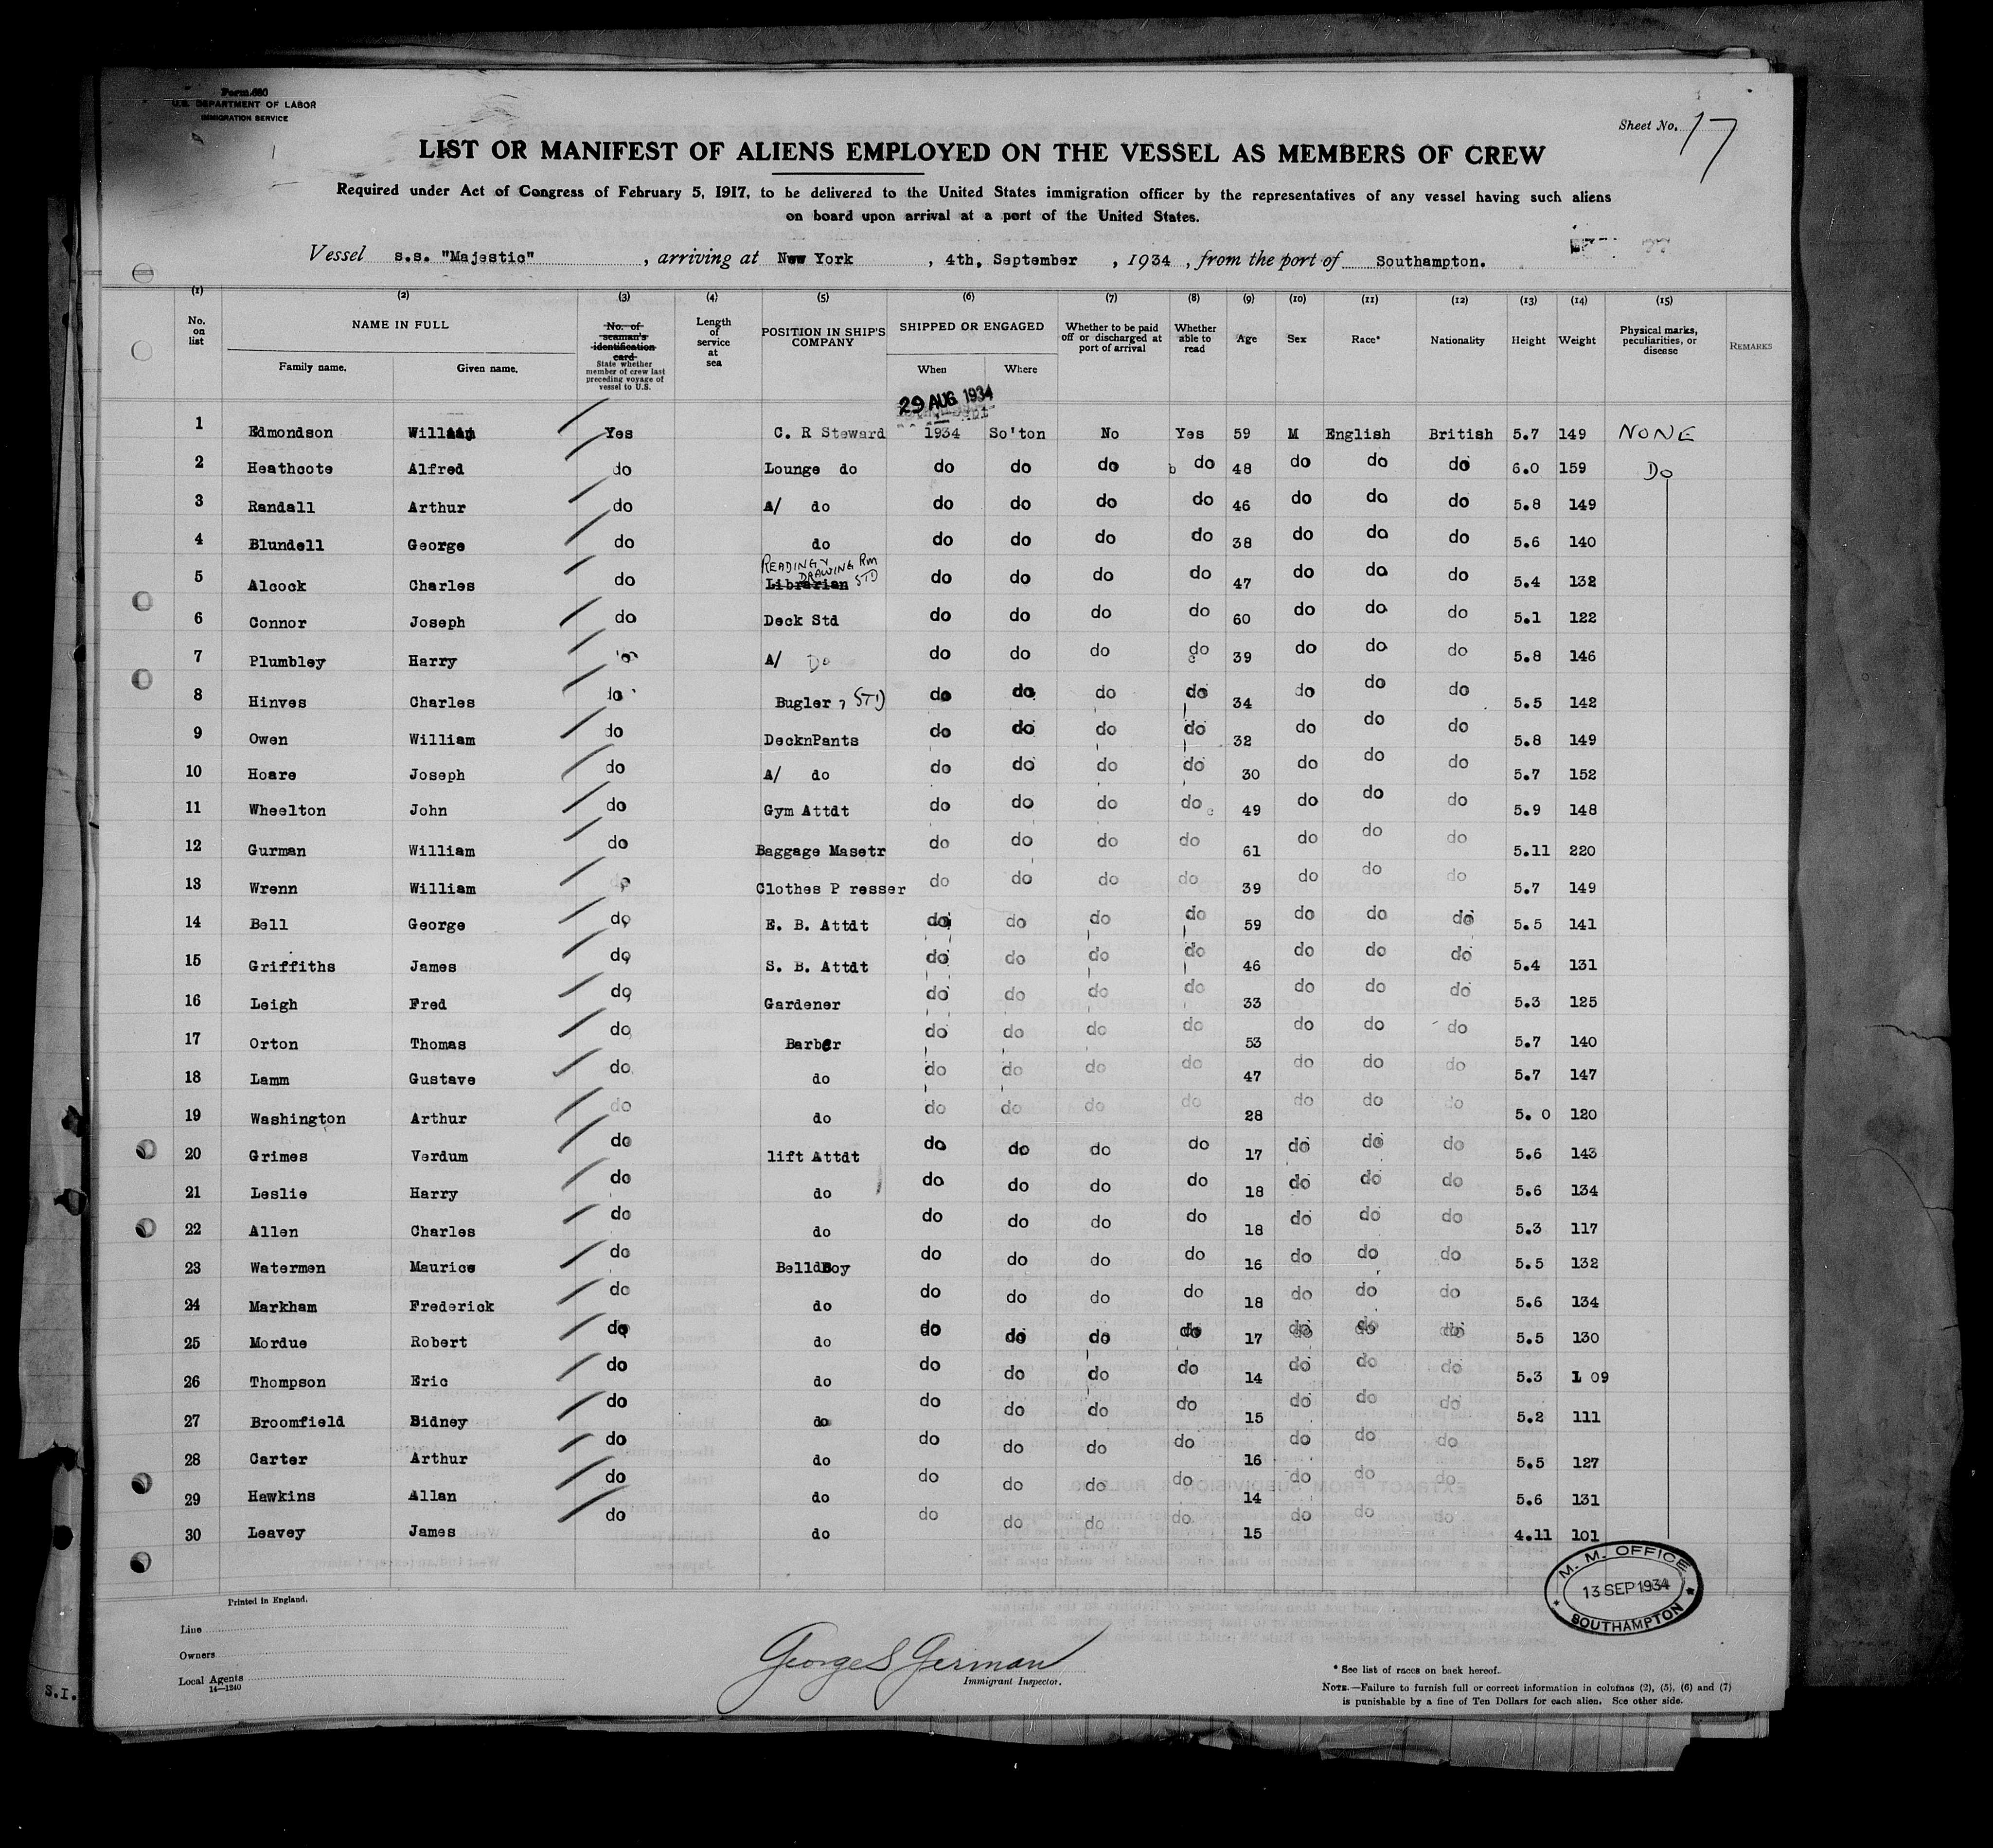 Form 680
U.S. DEPARTMENT OF LABOR
IMMIGRATION SERVICE
Sheet No. 17
LIST OR MANIFEST OF ALIENS EMPLOYED ON THE VESSEL AS MEMBERS OF CREW
Required under Act of Congress of February 5, 1917, to be delivered to the United States immigration officer by the representatives of any vessel having such aliens
on board upon arrival at a port of the United States.
Vessel s.s. "Majestic", arriving at New York, 4th, September, 1934, from the port of Southampton.
(1) (2) (3) (4) (5) (6) (7) (8) (9) (10) (11) (12) (13) (14) (15)
No. on list NAME IN FULL Family name. Given name. No. of seaman's identification card State whether member of crew last preceding voyage of vessel to U.S. Length of service at sea POSITION IN SHIP'S COMPANY SHIPPED OR ENGAGED When Where Whether to be paid off or discharged at port of arrival Whether able to read Age Sex Race* Nationality Height Weight Physical marks, peculiarities, or disease REMARKS
29 AUG 1934
1 Edmondson William Yes C. R Steward 1934 So'ton No Yes 59 M English British 5.7 149 NONE
2 Heathcote Alfred do Lounge do do do do do 48 do do do 6.0 159 Do
3 Randall Arthur do A/ do do do do do 46 do do do 5.8 149
4 Blundell George do do do do do do 38 do do do 5.6 140
READING & DRAWING RM STD
5 Alcock Charles do Librarian do do do do 47 do do do 5.4 132
6 Connor Joseph do Deck Std do do do do 60 do do do 5.1 122
7 Plumbley Harry do A/ Do do do do do 39 do do do 5.8 146
8 Hinves Charles do Bugler, STD do do do do 34 do do do 5.5 142
9 Owen William do DecknPants do do do do 32 do do do 5.8 149
10 Hoare Joseph do A/ do do do do do 30 do do do 5.7 152
11 Wheelton John do Gym Attdt do do do do 49 do do do 5.9 148
12 Gurman William do Baggage Masetr do do do do 61 do do do 5.11 220
13 Wrenn William do Clothes P resser do do do do 39 do do do 5.7 149
14 Bell George do E. B. Attdt do do do do 59 do do do 5.5 141
15 Griffiths James do S. B. Attdt do do do do 46 do do do 5.4 131
16 Leigh Fred do Gardener do do do do 33 do do do 5.3 125
17 Orton Thomas do Barber do do do do 53 do do do 5.7 140
18 Lamm Gustave do do do do do do 47 do do do 5.7 147
19 Washington Arthur do do do do do do 28 do do do 5. 0 120
20 Grimes Verdum do lift Attdt do do do do 17 do do do 5.6 143
21 Leslie Harry do do do do do do 18 do do do 5.6 134
22 Allen Charles do do do do do do 18 do do do 5.3 117
23 Watermen Maurice do Bell Boy do do do do 16 do do do 5.5 132
24 Markham Frederick do do do do do do 18 do do do 5.6 134
25 Mordue Robert do do do do do do 17 do do do 5.5 130
26 Thompson Eric do do do do do do 14 do do do 5.3 1 09
27 Broomfield Sidney do do do do do do 15 do do do 5.2 111
28 Carter Arthur do do do do do do 16 do do do 5.5 127
29 Hawkins Allan do do do do do do 14 do do do 5.6 131
30 Leavey James do do do do do do 15 do do do 4.11 101
M. M. OFFICE
13 SEP 1934
SOUTHAMPTON
Printed in England.
Line
Owners
Local Agents
14—1240
George S German
Immigrant Inspector.
* See list of races on back hereof.
NOTE.—Failure to furnish full or correct information in columns (2), (5), (6) and (7)
is punishable by a fine of Ten Dollars for each alien. See other side.
S.I.